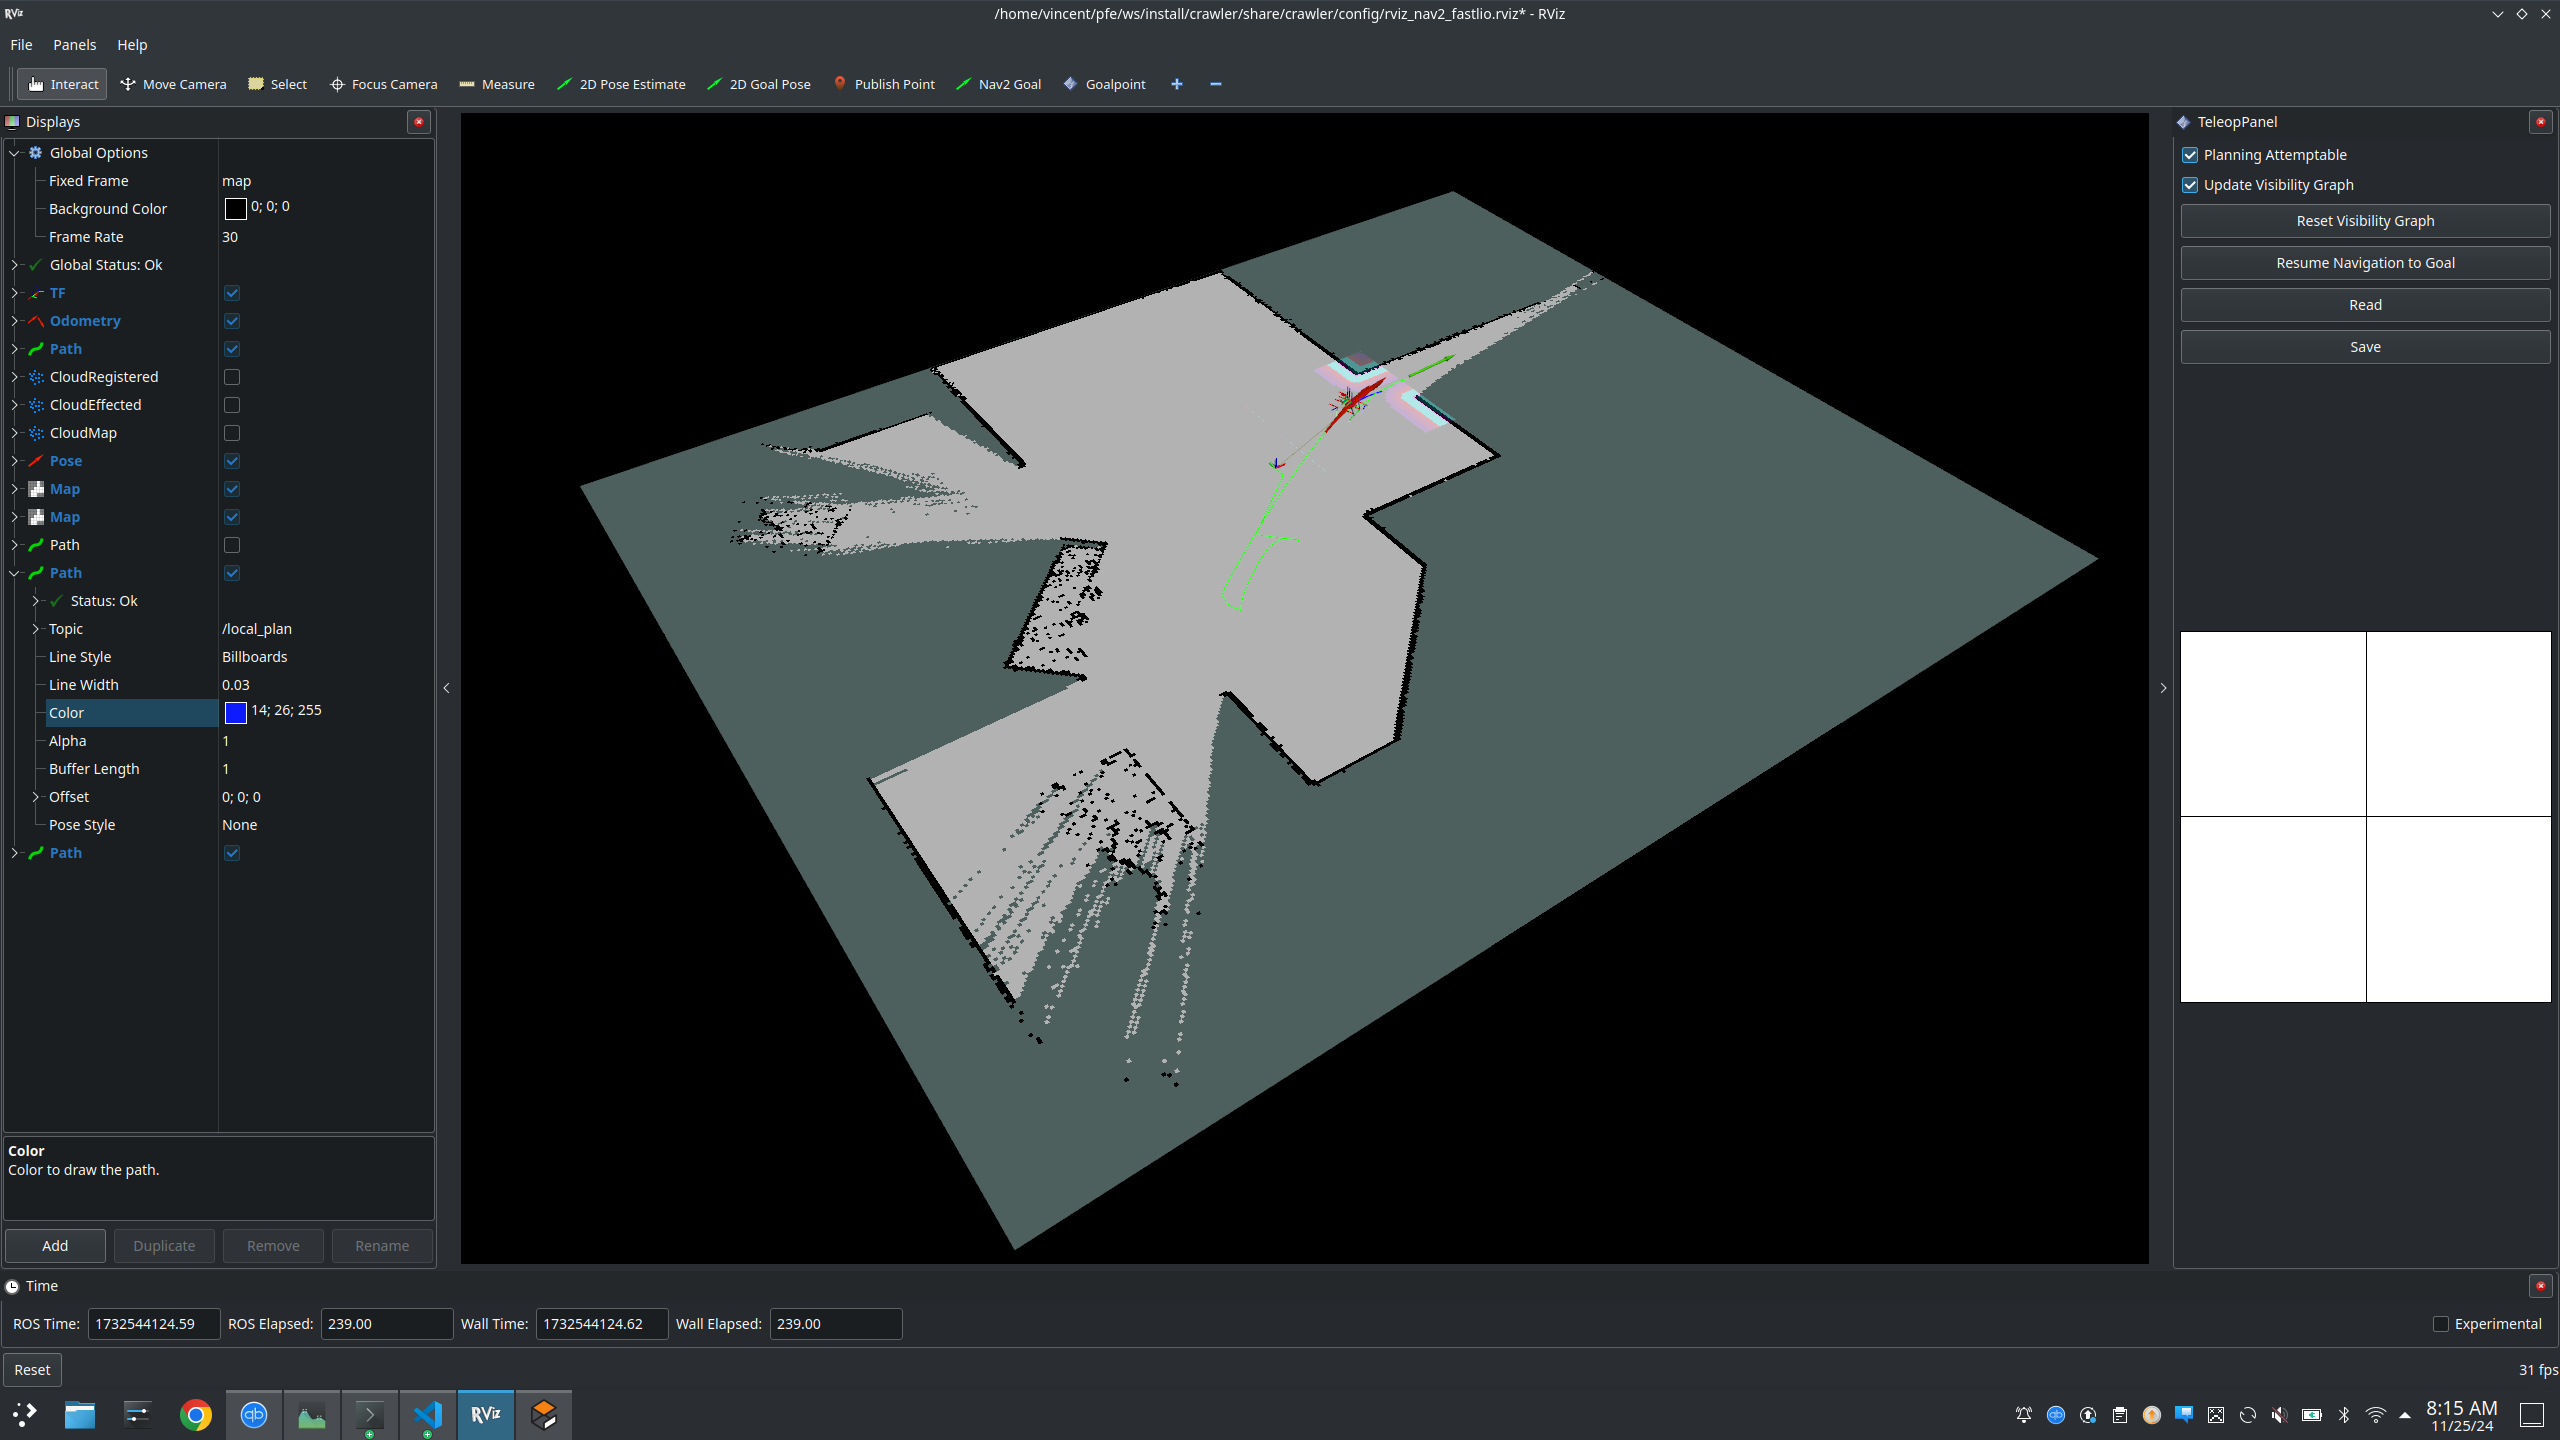 RViz
/home/vincent/pfe/ws/install/crawler/share/crawler/config/rviz_nav2_fastlio.rviz* - RViz
File Panels Help
Interact Move Camera Select Focus Camera Measure 2D Pose Estimate 2D Goal Pose Publish Point Nav2 Goal Goalpoint
Displays
Global Options
Fixed Frame map
Background Color 0; 0; 0
Frame Rate 30
Global Status: Ok
TF
Odometry
Path
CloudRegistered
CloudEffected
CloudMap
Pose
Map
Map
Path
Path
Status: Ok
Topic /local_plan
Line Style Billboards
Line Width 0.03
Color 14; 26; 255
Alpha 1
Buffer Length 1
Offset 0; 0; 0
Pose Style None
Path
Color
Color to draw the path.
Add Duplicate Remove Rename
TeleopPanel
Planning Attemptable
Update Visibility Graph
Reset Visibility Graph
Resume Navigation to Goal
Read
Save
Time
ROS Time: 1732544124.59 ROS Elapsed: 239.00 Wall Time: 1732544124.62 Wall Elapsed: 239.00 Experimental
Reset 31 fps
qb RViz qb 8:15 AM
11/25/24